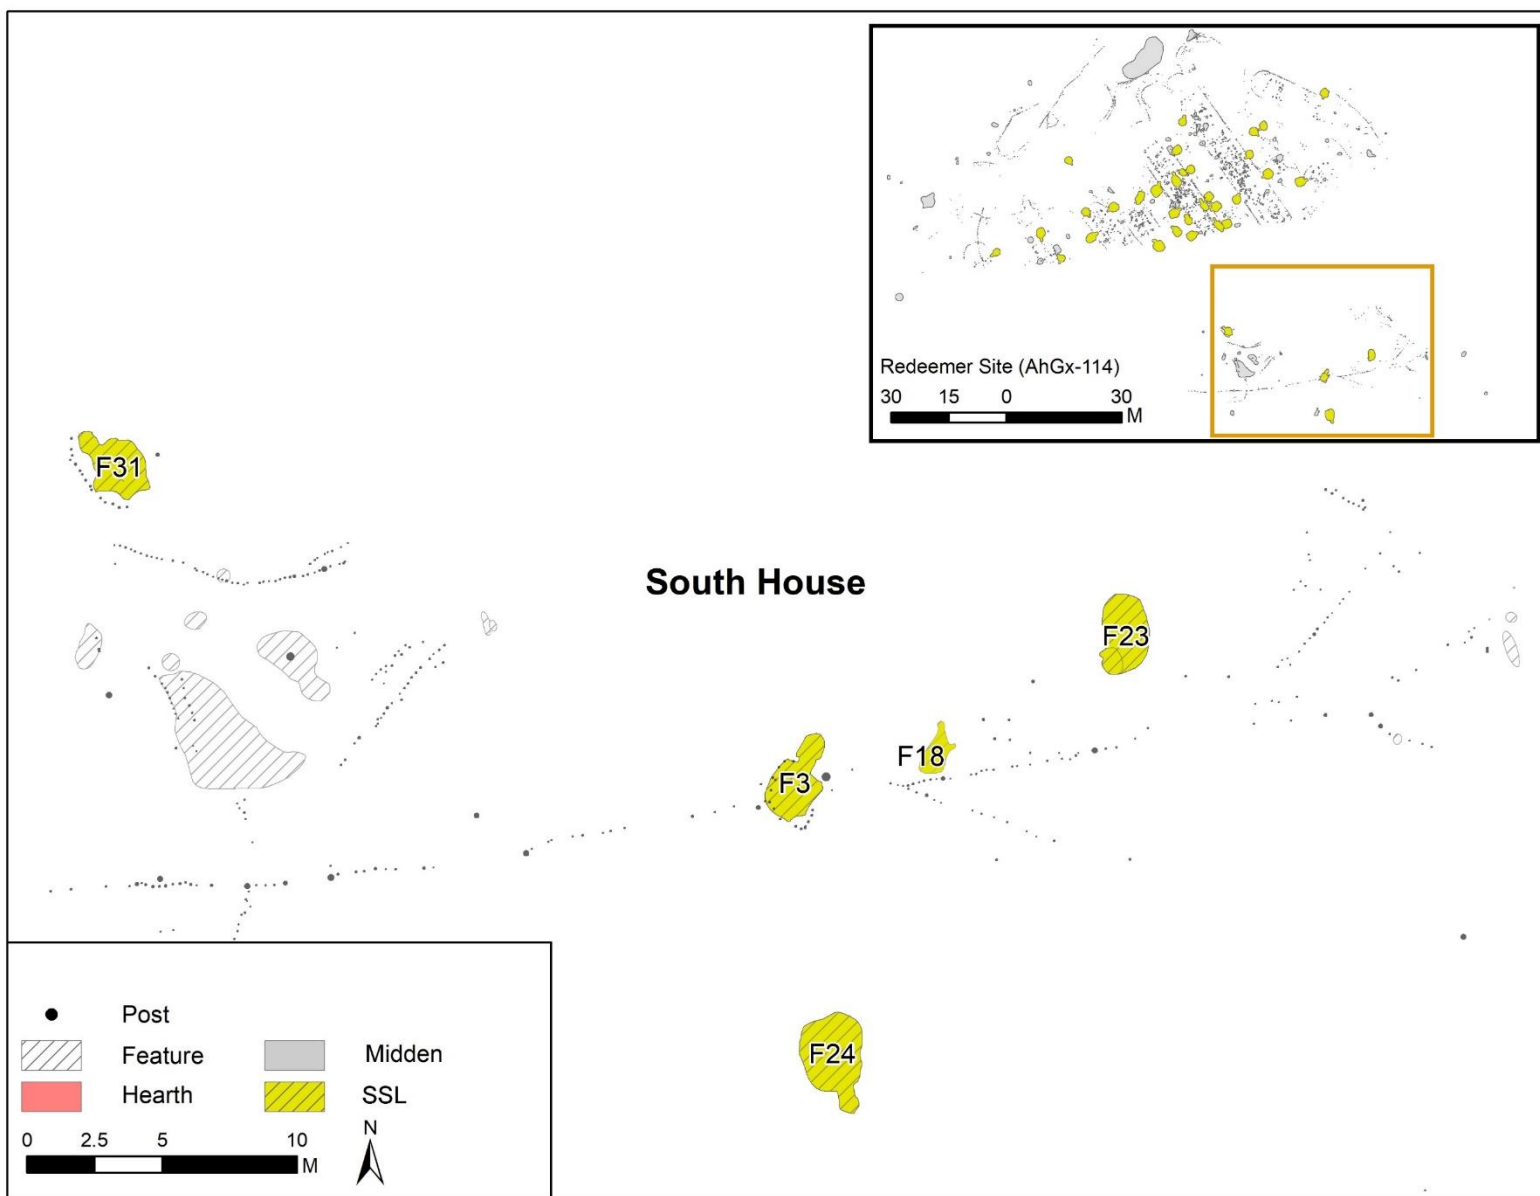 Redeemer Site (AhGx-114)
30 15 0 30
M
F31
South House
F23
F18
F3
F24
Post
Feature Midden
Hearth SSL
0 2.5 5 10
M
N